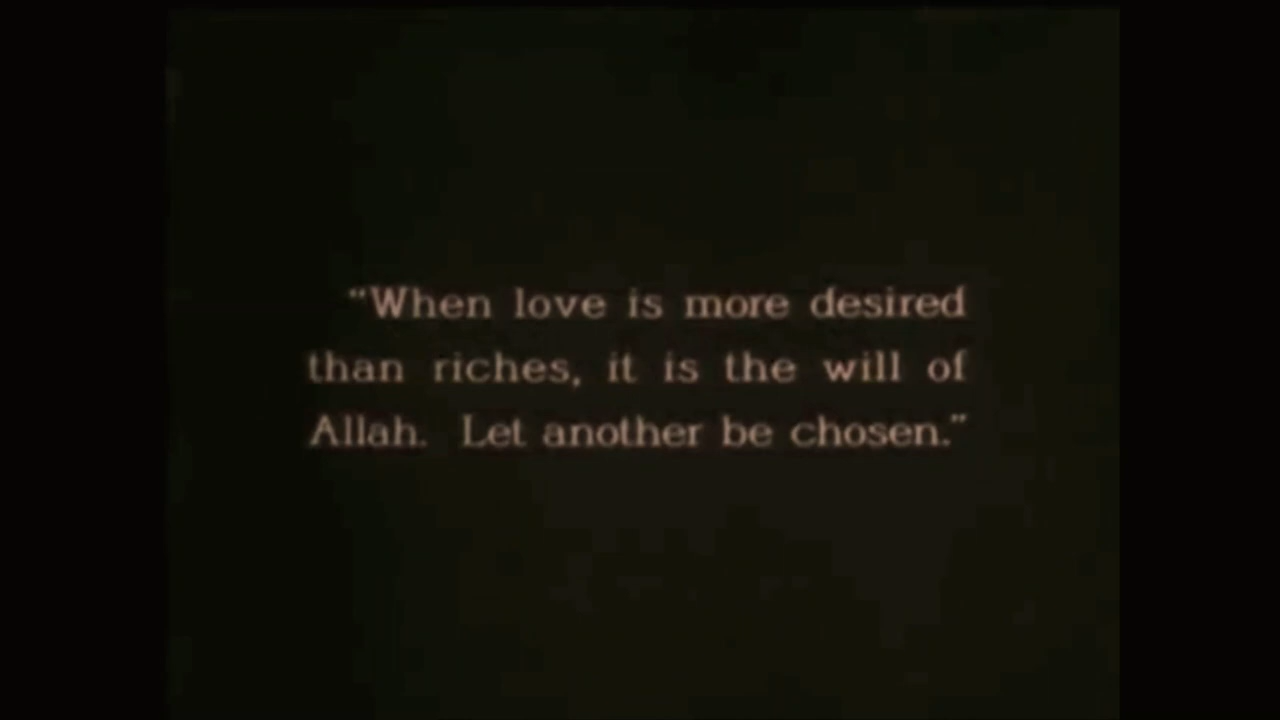 “When love is more desired
than riches, it is the will of
Allah. Let another be chosen.”